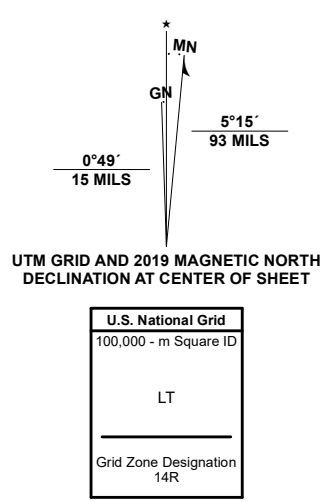 ★
MN
GN
5°15´
93 MILS
0°49´
15 MILS
UTM GRID AND 2019 MAGNETIC NORTH
DECLINATION AT CENTER OF SHEET
U.S. National Grid
100,000 - m Square ID
LT
Grid Zone Designation
14R